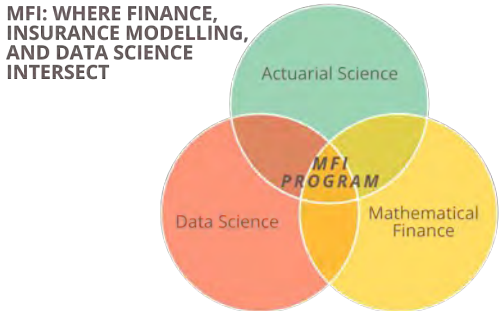 MFI: WHERE FINANCE,
INSURANCE MODELLING,
AND DATA SCIENCE
INTERSECT
Actuarial Science
MFI
PROGRAM
Data Science
Mathematical
Finance